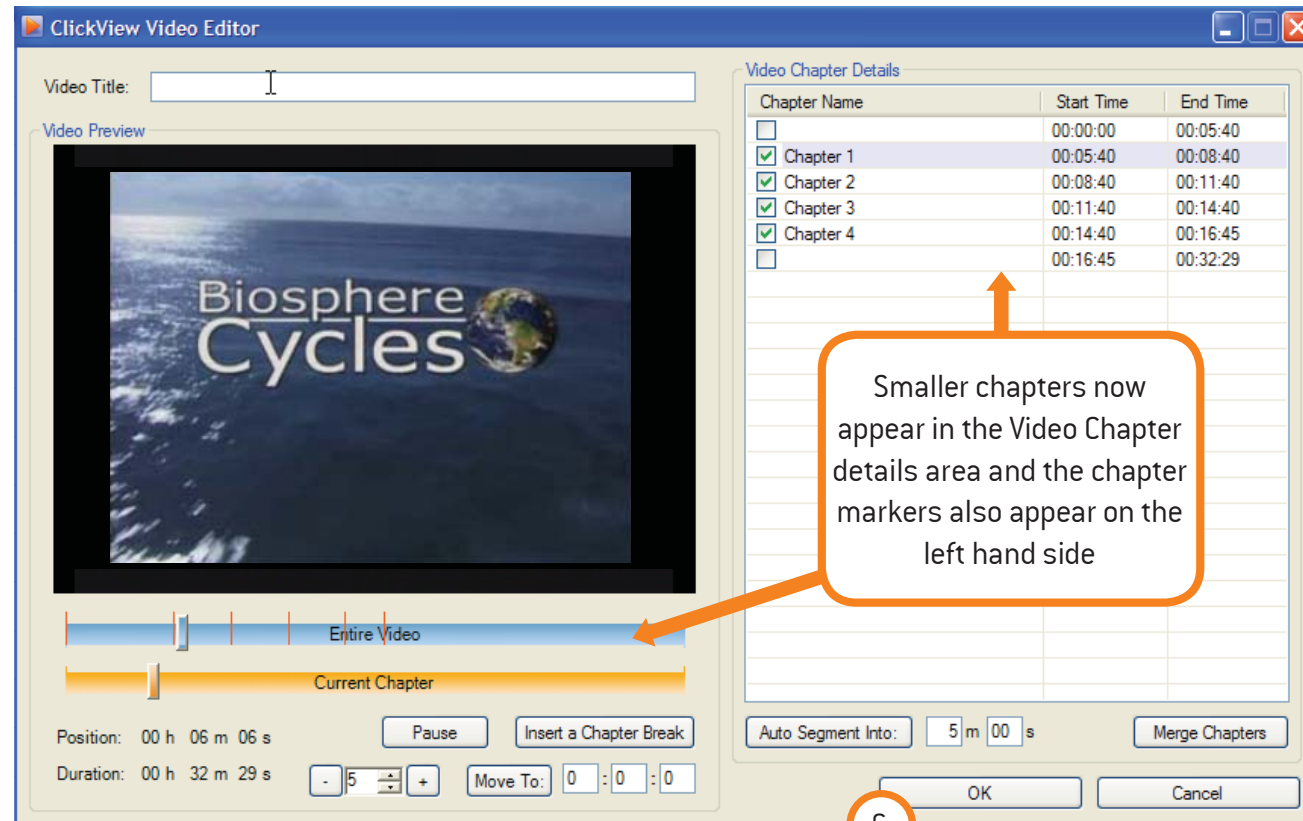 ClickView Video Editor
Video Title:
Video Preview
Biosphere
Cycles
Entire Video
Current Chapter
Position: 00 h 06 m 06 s
Pause
Insert a Chapter Break
Duration: 00 h 32 m 29 s
- 5 +
Move To: 0 : 0 : 0
Video Chapter Details
Chapter Name Start Time End Time
00:00:00 00:05:40
Chapter 1 00:05:40 00:08:40
Chapter 2 00:08:40 00:11:40
Chapter 3 00:11:40 00:14:40
Chapter 4 00:14:40 00:16:45
00:16:45 00:32:29
Smaller chapters now
appear in the Video Chapter
details area and the chapter
markers also appear on the
left hand side
Auto Segment Into: 5 m 00 s
Merge Chapters
OK
Cancel